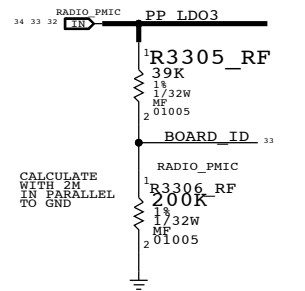 RADIO_PMIC
PP_LDO3
34 33 32
IN
1
R3305_RF
39K
1%
1/32W
MF
2 01005
BOARD_ID 33
RADIO_PMIC
CALCULATE
WITH 2M
IN PARALLEL
TO GND
1
R3306_RF
200K
1%
1/32W
MF
2 01005